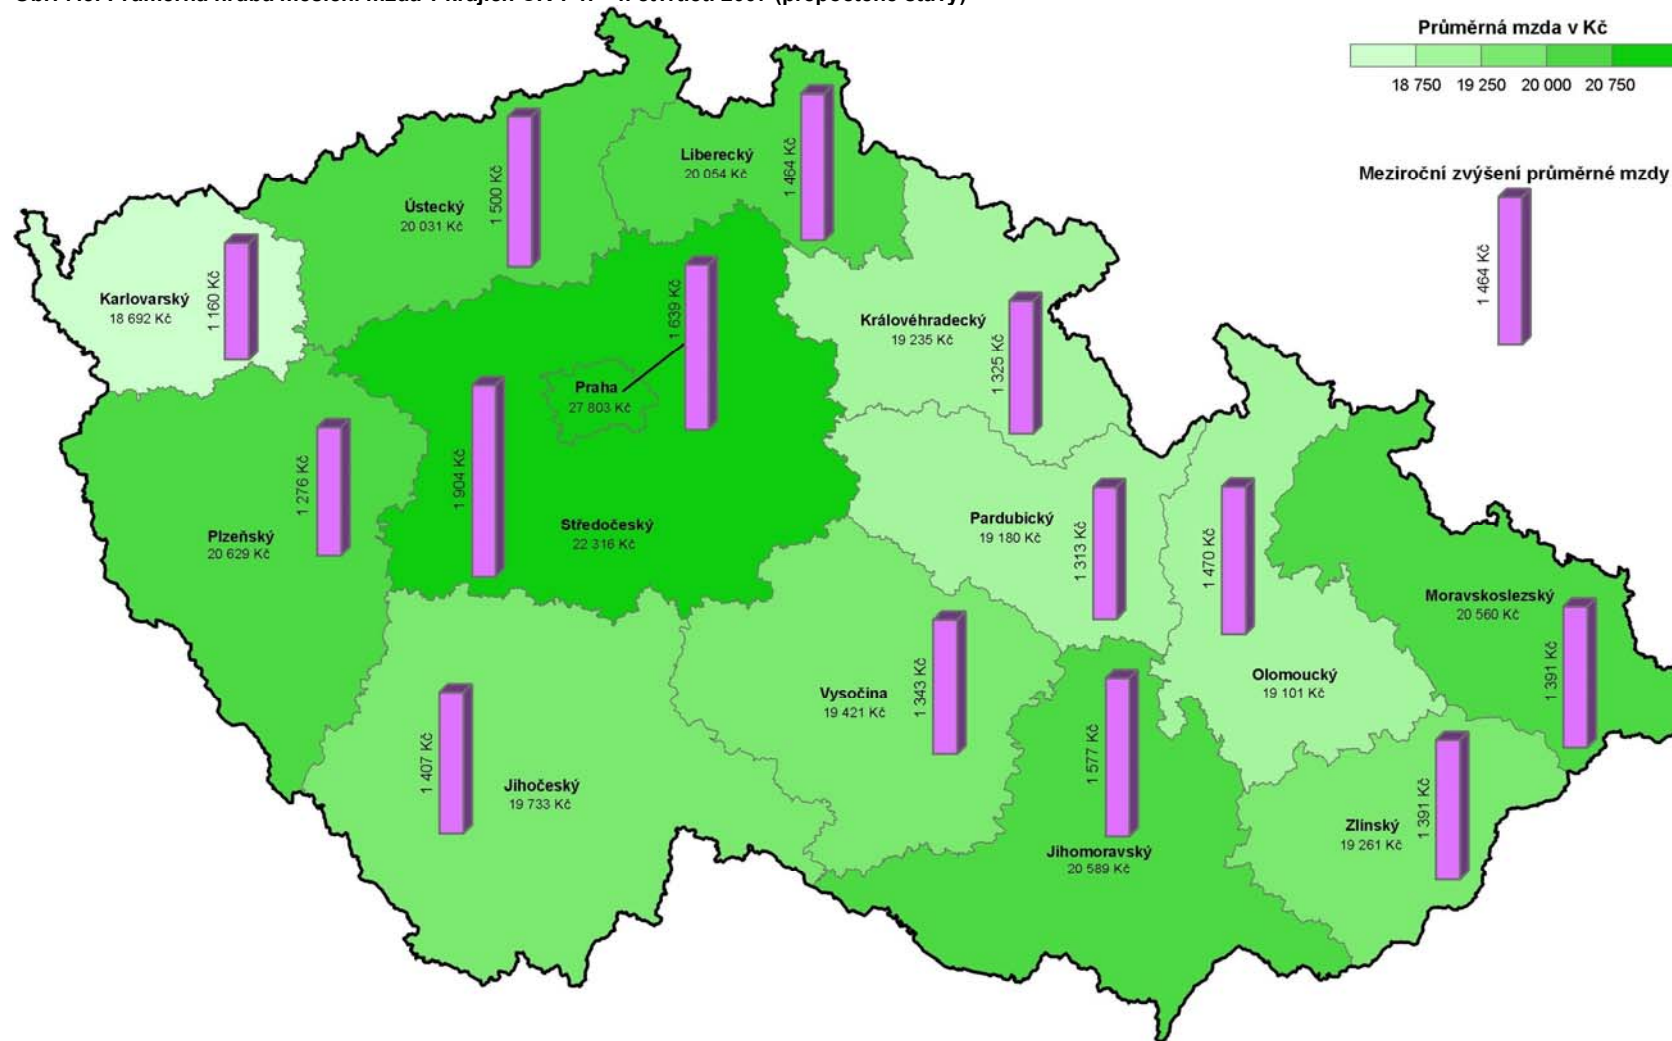 Průměrná mzda v Kč
18 750 19 250 20 000 20 750
Meziroční zvýšení průměrné mzdy
1 464 Kč
Liberecký
20 054 Kč
1 464 Kč
Ústecký
20 031 Kč
1 500 Kč
Karlovarský
18 692 Kč
1 160 Kč
Královéhradecký
19 235 Kč
1 325 Kč
Praha
27 803 Kč
1 639 Kč
Středočeský
22 316 Kč
1 904 Kč
Plzeňský
20 629 Kč
1 276 Kč
Pardubický
19 180 Kč
1 313 Kč
Olomoucký
19 101 Kč
1 470 Kč
Moravskoslezský
20 560 Kč
1 391 Kč
Vysočina
19 421 Kč
1 343 Kč
Jihočeský
19 733 Kč
1 407 Kč
Jihomoravský
20 589 Kč
1 577 Kč
Zlínský
19 261 Kč
1 391 Kč